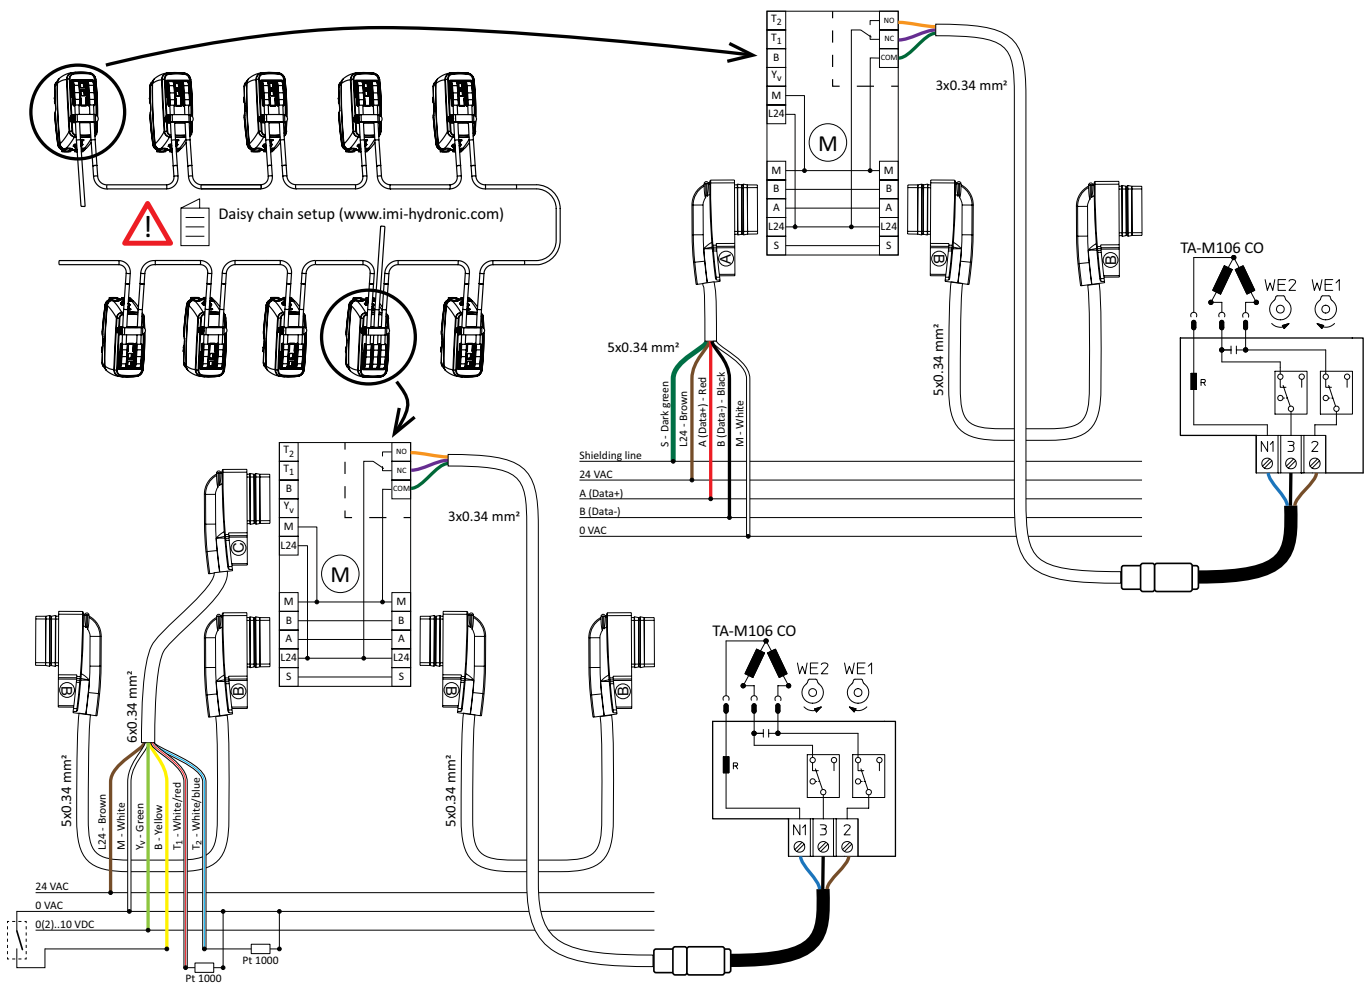 T2
T1
B
Yv
M
L24
NO
NC
COM
3x0.34 mm²
M
M
B
A
L24
S
M
B
A
L24
S
Daisy chain setup (www.imi-hydronic.com)
A
B
B
5x0.34 mm²
5x0.34 mm²
S - Dark green
L24 - Brown
A (Data+) - Red
B (Data-) - Black
M - White
Shielding line
24 VAC
A (Data+)
B (Data-)
0 VAC
TA-M106 CO
WE2
WE1
R
N1
3
2
T2
T1
B
Yv
M
L24
NO
NC
COM
3x0.34 mm²
M
M
B
A
L24
S
M
B
A
L24
S
C
B
B
B
B
6x0.34 mm²
5x0.34 mm²
5x0.34 mm²
L24 - Brown
M - White
Yv - Green
B - Yellow
T1 - White/red
T2 - White/blue
24 VAC
0 VAC
0(2)..10 VDC
Pt 1000
Pt 1000
TA-M106 CO
WE2
WE1
R
N1
3
2